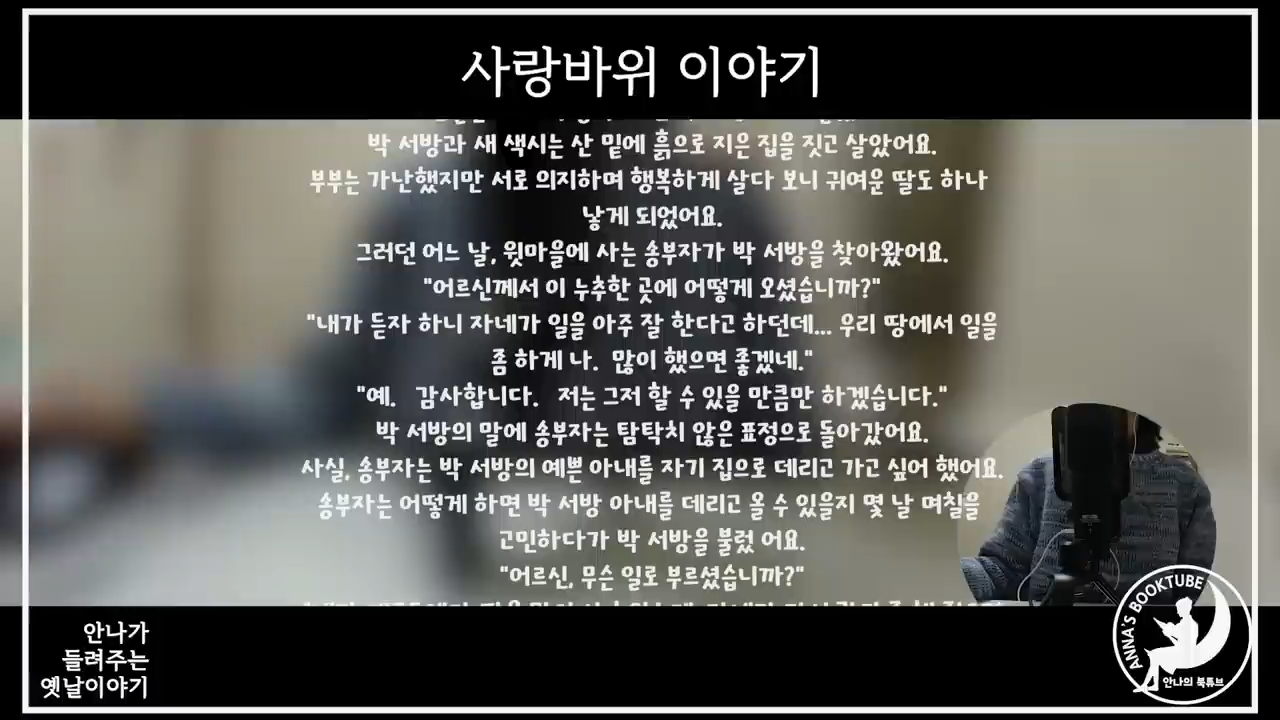 사랑바위 이야기
박 서방과 새 색시는 산 밑에 흙으로 지은 집을 짓고 살았어요.
부부는 가난했지만 서로 의지하며 행복하게 살다 보니 귀여운 딸도 하나
낳게 되었어요.
그러던 어느 날, 윗마을에 사는 송부자가 박 서방을 찾아왔어요.
"어르신께서 이 누추한 곳에 어떻게 오셨습니까?"
"내가 듣자 하니 자네가 일을 아주 잘 한다고 하던데... 우리 땅에서 일을
좀 하게 나. 많이 했으면 좋겠네."
"예. 감사합니다. 저는 그저 할 수 있을 만큼만 하겠습니다."
박 서방의 말에 송부자는 탐탁치 않은 표정으로 돌아갔어요.
사실, 송부자는 박 서방의 예쁜 아내를 자기 집으로 데리고 가고 싶어 했어요.
송부자는 어떻게 하면 박 서방 아내를 데리고 올 수 있을지 몇 날 며칠을
고민하다가 박 서방을 불렀 어요.
"어르신, 무슨 일로 부르셨습니까?"
안나가
들려주는
옛날이야기
ANNA'S BOOKTUBE
안나의 북튜브